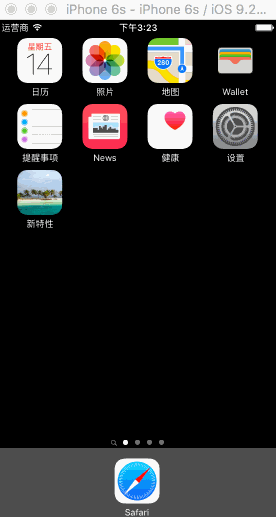 iPhone 6s - iPhone 6s / iOS 9.2...
运营商 下午3:23
星期五
14
280
日历 照片 地图 Wallet
提醒事项 News 健康 设置
新特性
Safari